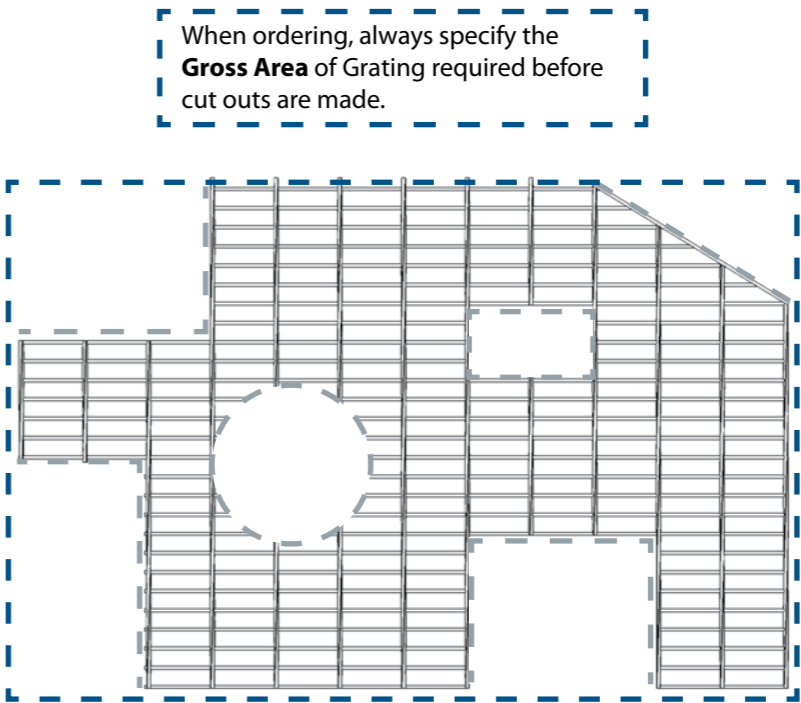 When ordering, always specify the
Gross Area of Grating required before
cut outs are made.